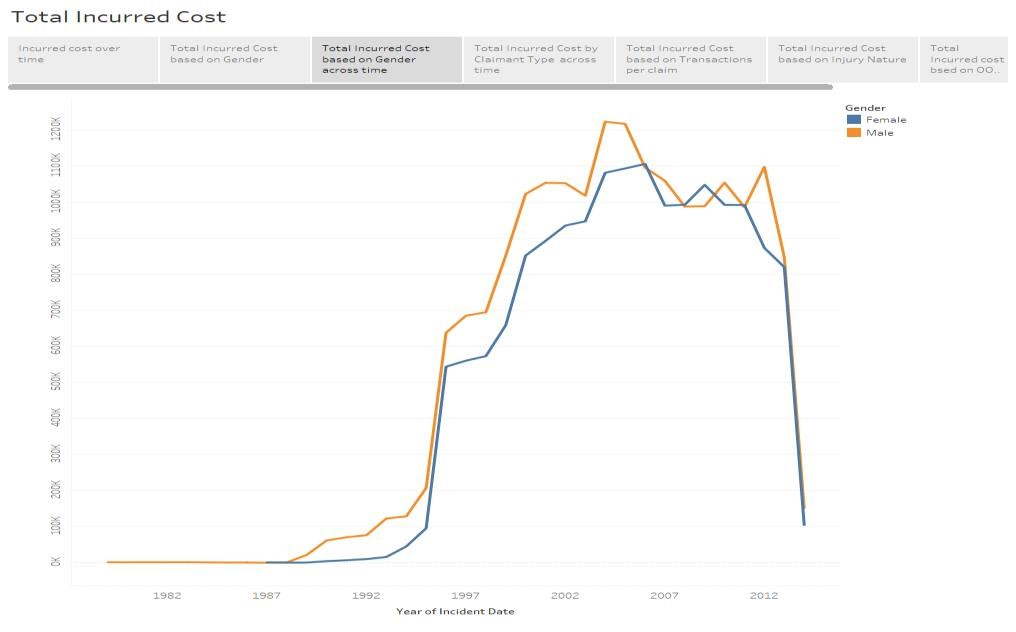 Total Incurred Cost
Incurred cost over
time
Total Incurred Cost
based on Gender
Total Incurred Cost
based on Gender
across time
Total Incurred Cost by
Claimant Type across
time
Total Incurred Cost
based on Transactions
per claim
Total Incurred Cost
based on Injury Nature
Total
Incurred cost
bsed on OO..
Gender
Female
Male
1200K
1100K
1000K
900K
800K
700K
600K
500K
400K
300K
200K
100K
0K
1982
1987
1992
1997
2002
2007
2012
Year of Incident Date